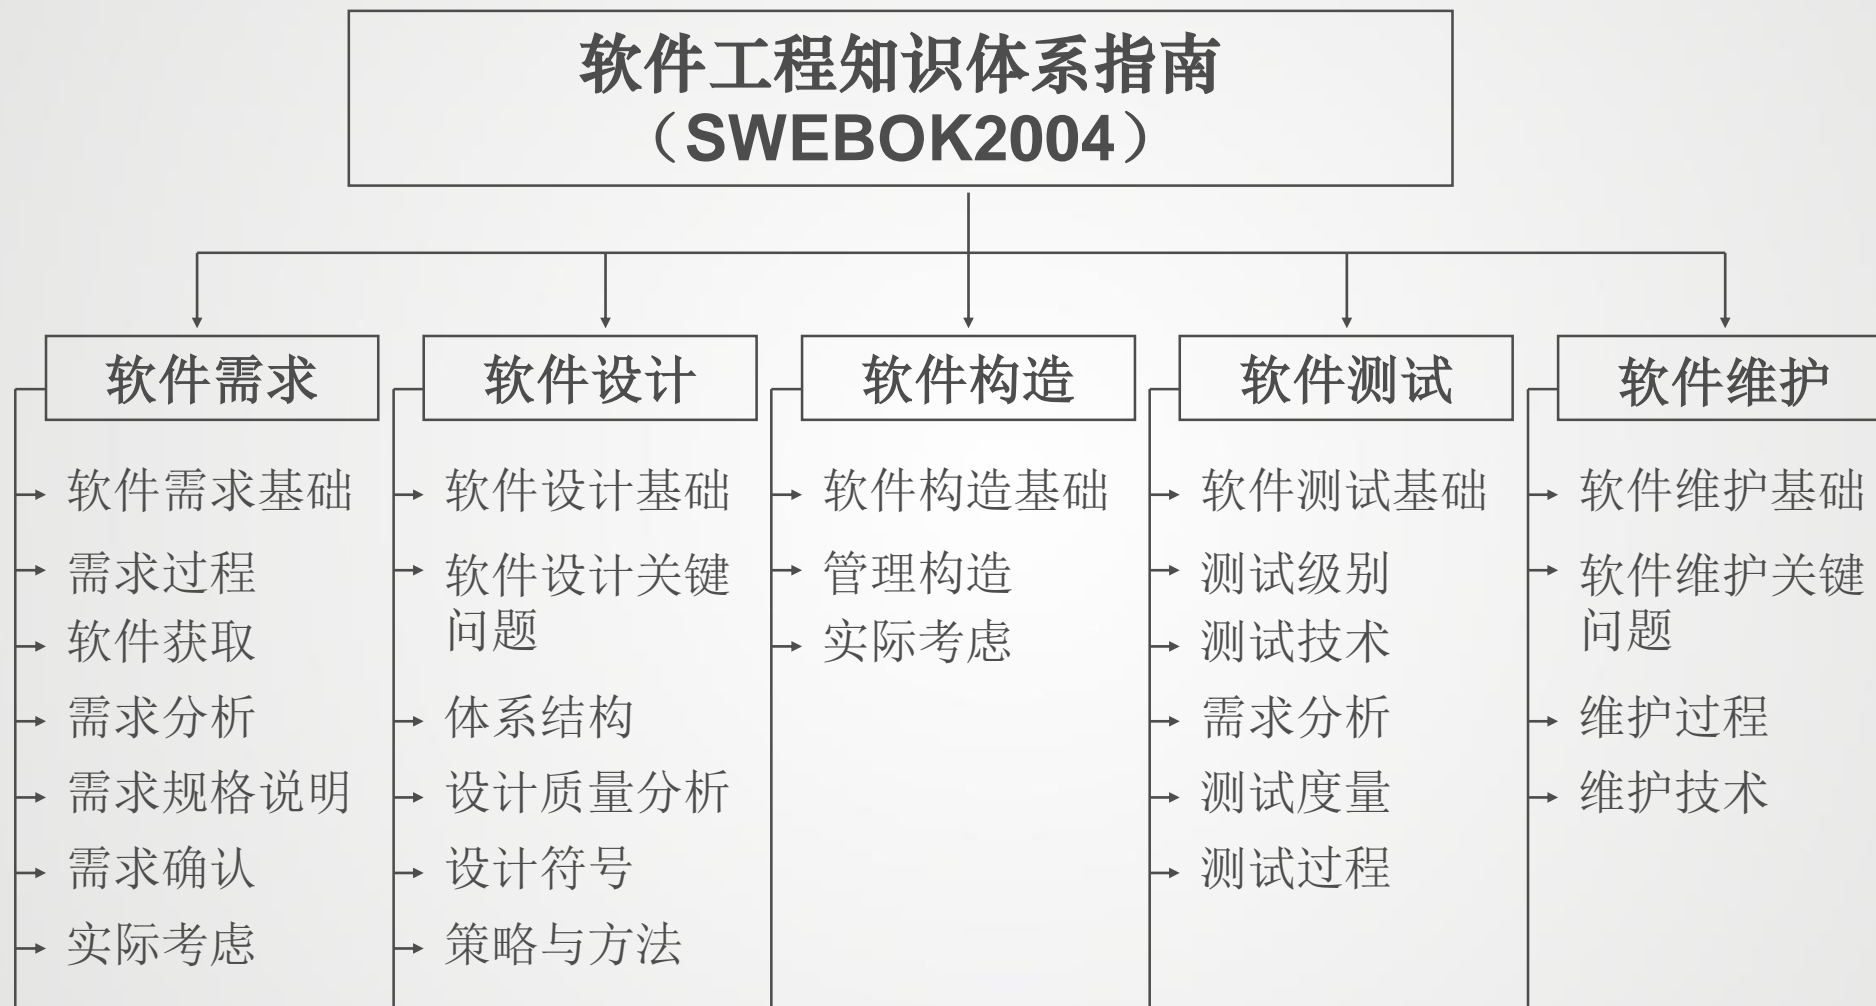 软件工程知识体系指南
（SWEBOK2004）
软件需求
软件需求基础
需求过程
软件获取
需求分析
需求规格说明
需求确认
实际考虑
软件设计
软件设计基础
软件设计关键
问题
体系结构
设计质量分析
设计符号
策略与方法
软件构造
软件构造基础
管理构造
实际考虑
软件测试
软件测试基础
测试级别
测试技术
需求分析
测试度量
测试过程
软件维护
软件维护基础
软件维护关键
问题
维护过程
维护技术